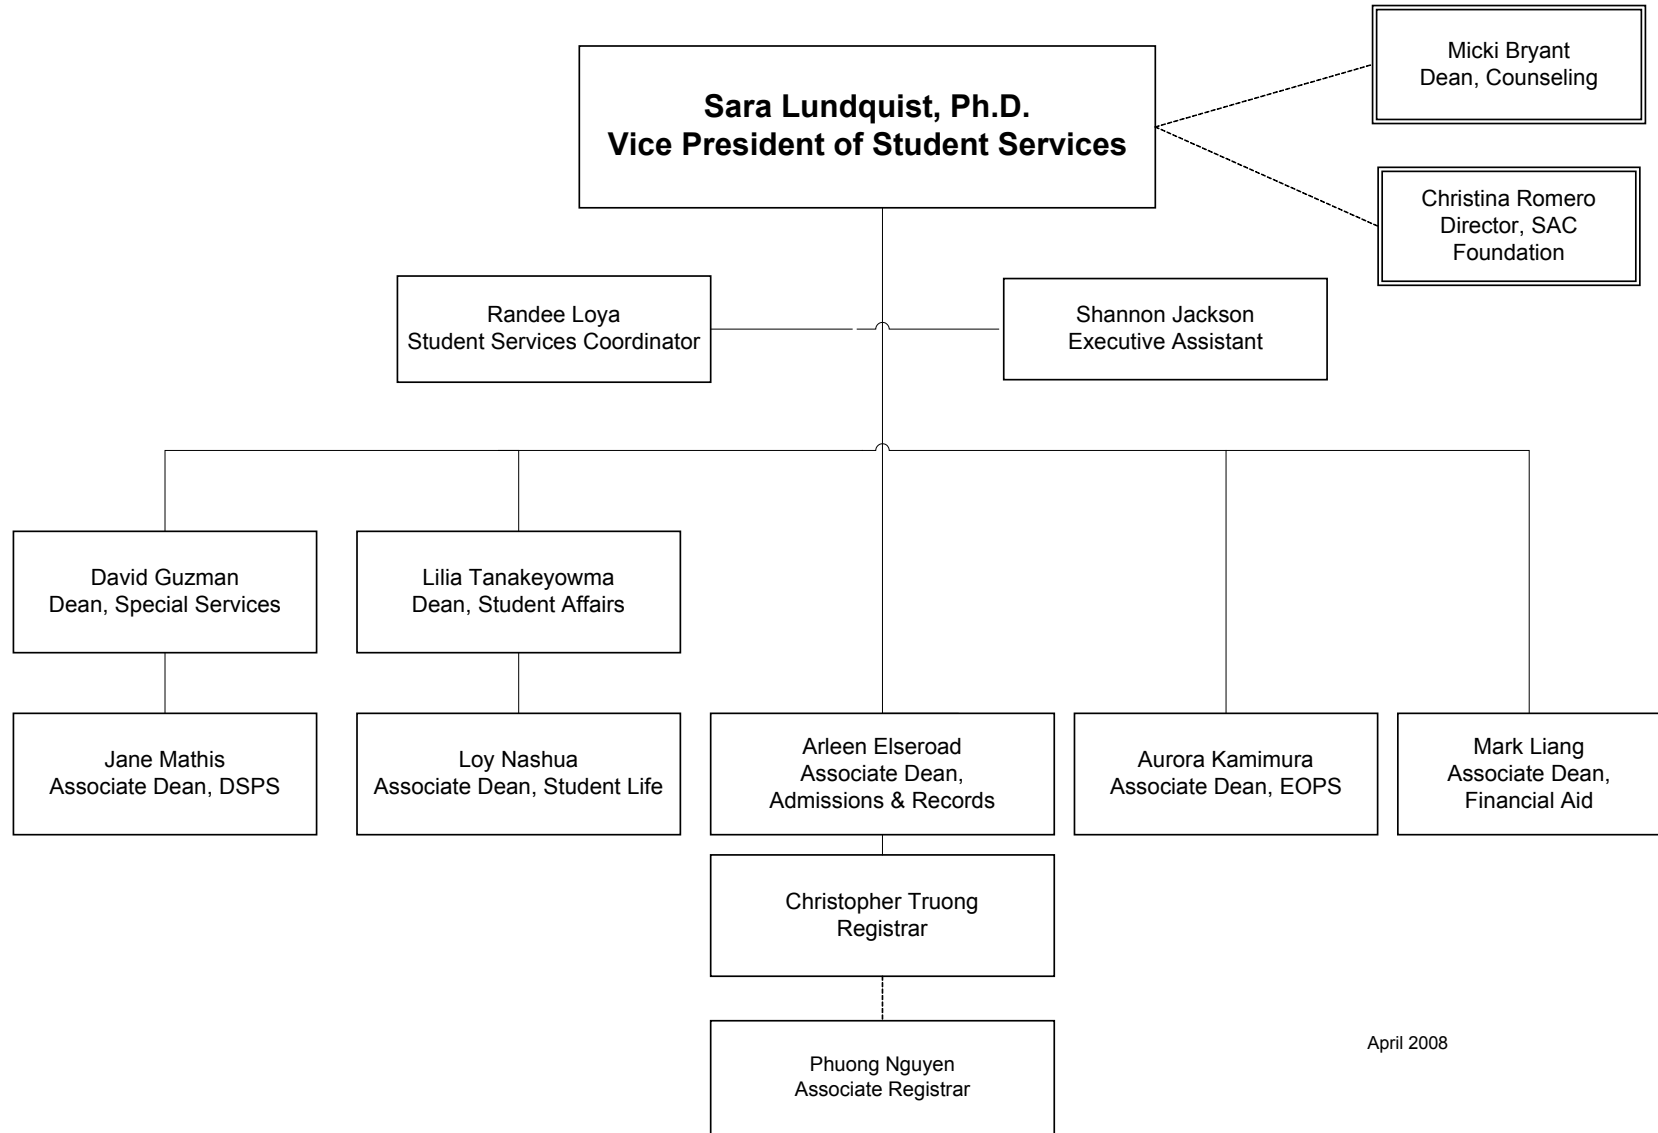 Micki Bryant
Dean, Counseling
Sara Lundquist, Ph.D.
Vice President of Student Services
Christina Romero
Director, SAC
Foundation
Randee Loya
Student Services Coordinator
Shannon Jackson
Executive Assistant
David Guzman
Dean, Special Services
Lilia Tanakeyowma
Dean, Student Affairs
Jane Mathis
Associate Dean, DSPS
Loy Nashua
Associate Dean, Student Life
Arleen Elseroad
Associate Dean,
Admissions & Records
Aurora Kamimura
Associate Dean, EOPS
Mark Liang
Associate Dean,
Financial Aid
Christopher Truong
Registrar
Phuong Nguyen
Associate Registrar
April 2008